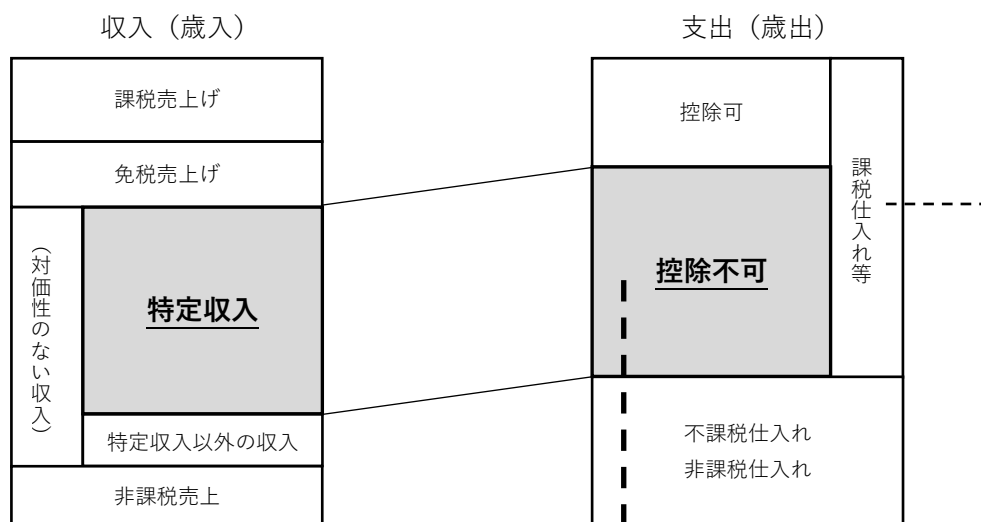 収入（歳入）
課税売上げ
免税売上げ
（対価性のない収入）
特定収入
特定収入以外の収入
非課税売上
支出（歳出）
控除可
控除不可
課税仕入れ等
不課税仕入れ
非課税仕入れ